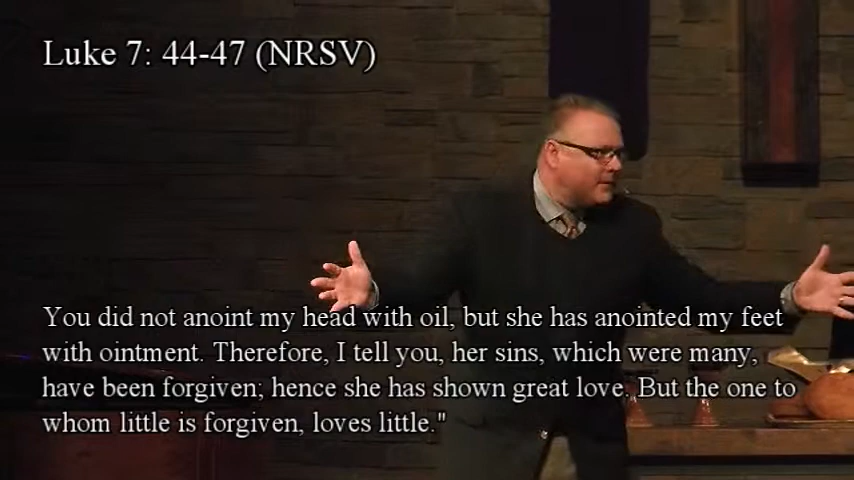 Luke 7: 44-47 (NRSV)
You did not anoint my head with oil, but she has anointed my feet
with ointment. Therefore, I tell you, her sins, which were many,
have been forgiven; hence she has shown great love. But the one to
whom little is forgiven, loves little."